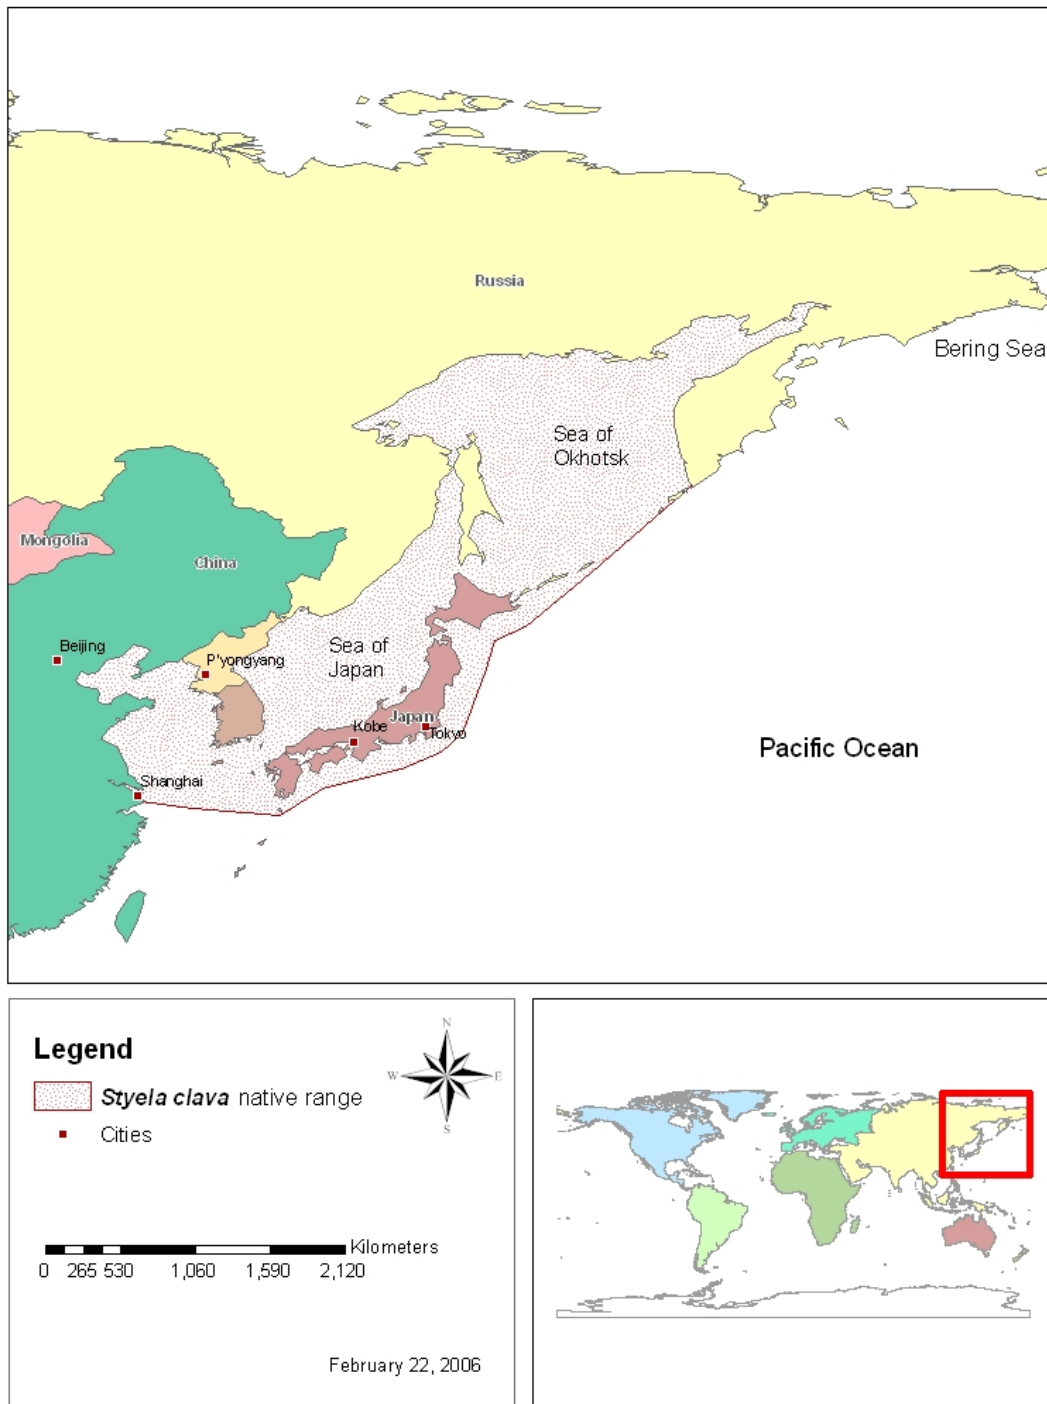 Russia
Bering Sea
Sea of
Okhotsk
Mongolia
China
Beijing
P'yongyang
Sea of
Japan
Japan
Kobe
Tokyo
Pacific Ocean
Shanghai
Legend
Styela clava native range
Cities
N
W
E
S
Kilometers
0 265 530 1,060 1,590 2,120
February 22, 2006